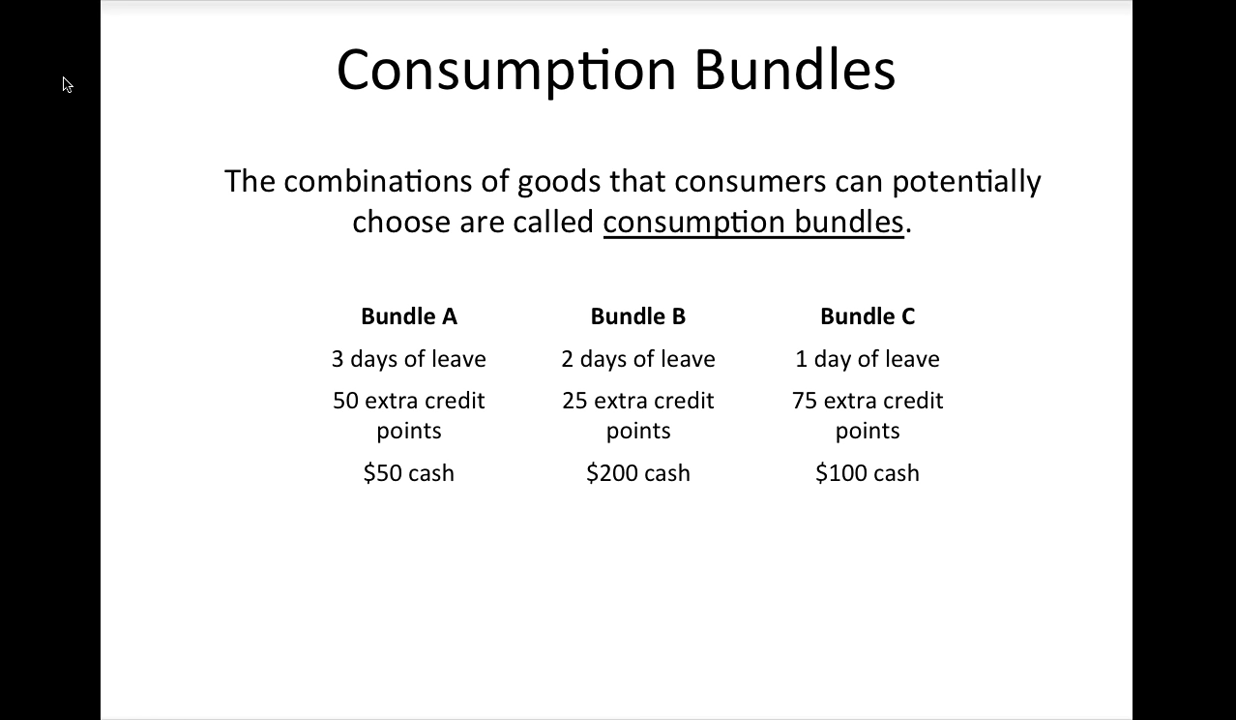 Consumption Bundles
The combinations of goods that consumers can potentially
choose are called consumption bundles.
Bundle A Bundle B Bundle C
3 days of leave 2 days of leave 1 day of leave
50 extra credit 25 extra credit 75 extra credit
points points points
$50 cash $200 cash $100 cash